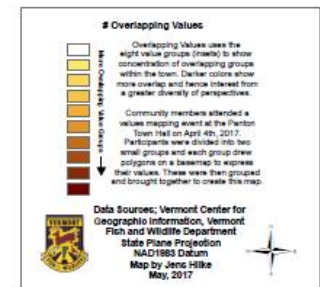 # Overlapping Values
More Overlapping Value Groups
Overlapping Values uses the
eight value groups (insets) to show
concentration of overlapping groups
within the town. Darker colors show
more overlap and hence interest from
a greater diversity of perspectives.
Community members attended a
values mapping event at the Panton
Town Hall on April 4th, 2017.
Participants were divided into two
small groups and each group drew
polygons on a basemap to express
their values. These were then grouped
and brought together to create this map.
Data Sources; Vermont Center for
Geographic Information, Vermont
Fish and Wildlife Department
State Plane Projection
NAD1983 Datum
Map by Jens Hilke
May, 2017
VERMONT